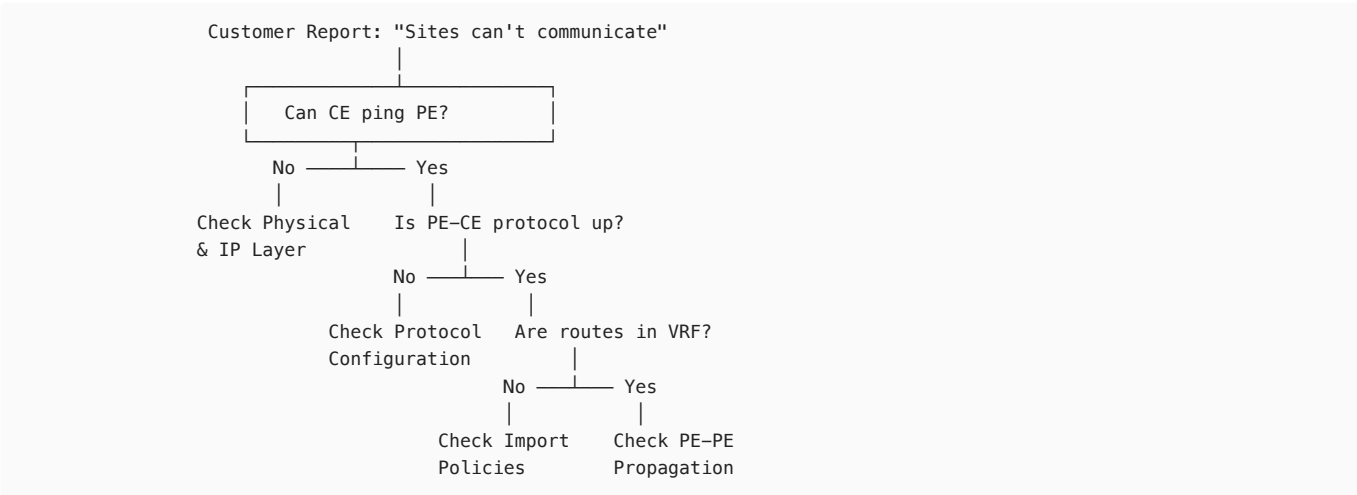 Customer Report: "Sites can't communicate"
Can CE ping PE?
No Yes
Check Physical Is PE–CE protocol up?
& IP Layer
No Yes
Check Protocol Are routes in VRF?
Configuration
No Yes
Check Import Check PE–PE
Policies Propagation